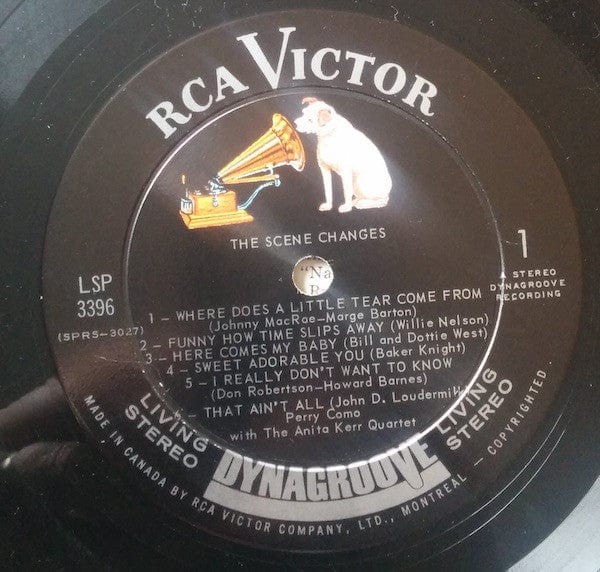 RCA VICTOR
THE SCENE CHANGES
1
LSP
3396
(SPRS-3027)
STEREO
DYNAGROOVE
RECORDING
"Na
1 - WHERE DOES A LITTLE TEAR COME FROM
(Johnny MacRae-Marge Barton)
2 - FUNNY HOW TIME SLIPS AWAY (Willie Nelson)
3 - HERE COMES MY BABY (Bill and Dottie West)
4 - SWEET ADORABLE YOU (Baker Knight)
5 - I REALLY DON'T WANT TO KNOW
(Don Robertson-Howard Barnes)
- THAT AIN'T ALL (John D. Loudermilk)
Perry Como
with The Anita Kerr Quartet
LIVING
STEREO
DYNAGROOVE
LIVING
STEREO
MADE IN CANADA BY RCA VICTOR COMPANY, LTD., MONTREAL - COPYRIGHTED.